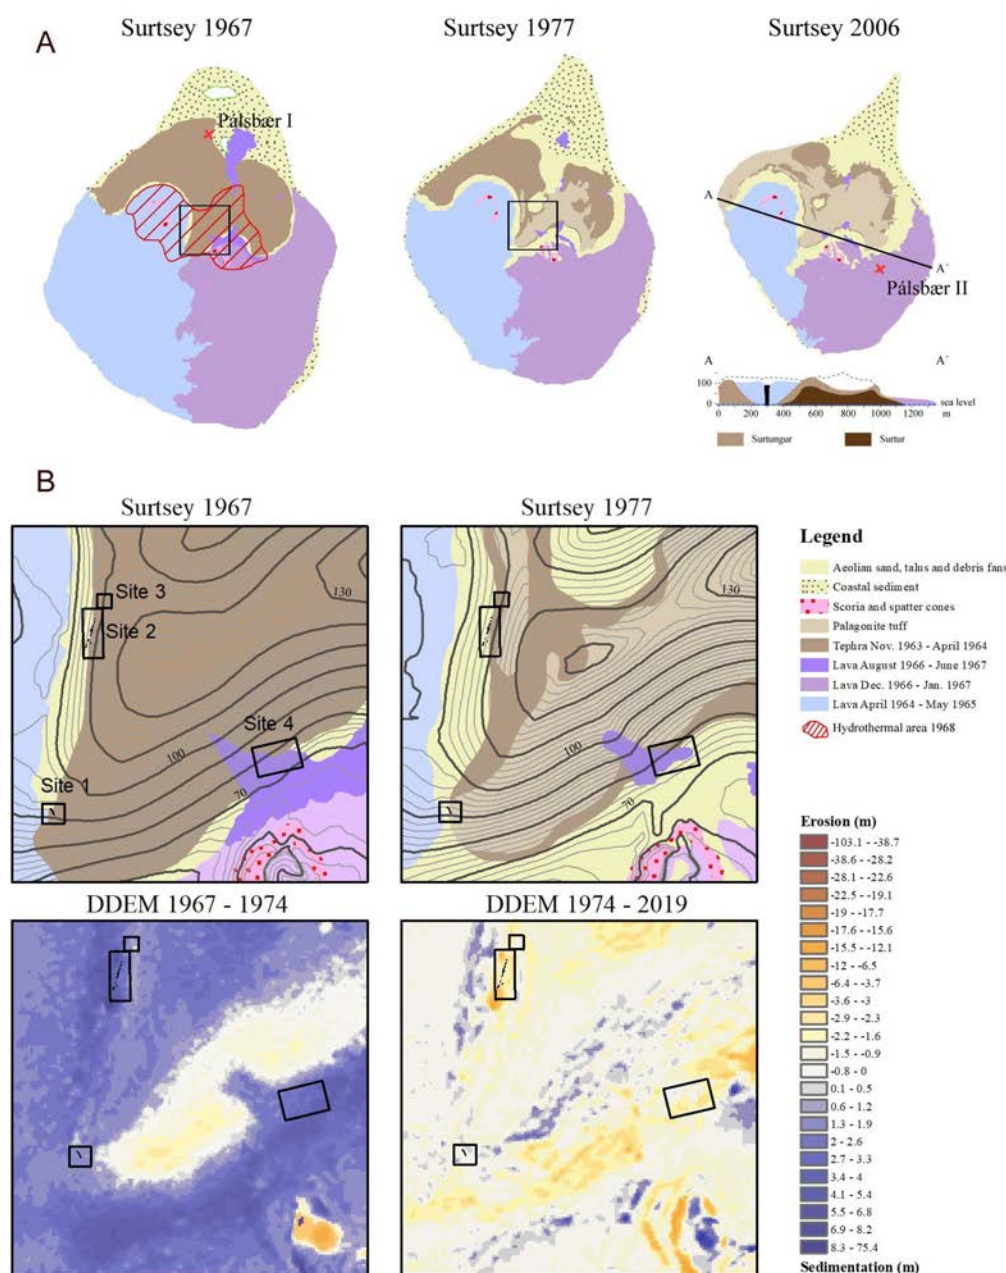 A
Surtsey 1967
Surtsey 1977
Surtsey 2006
Pálsbær I
A
A´
Pálsbær II
A
A´
100
0
sea level
0
200
400
600
800
1000
1200
m
Surtungur
Surtur
B
Surtsey 1967
Surtsey 1977
130
Site 3
Site 2
Site 4
100
70
Site 1
130
100
70
Legend
Aeolian sand, talus and debris fans
Coastal sediment
Scoria and spatter cones
Palagonite tuff
Tephra Nov. 1963 - April 1964
Lava August 1966 - June 1967
Lava Dec. 1966 - Jan. 1967
Lava April 1964 - May 1965
Hydrothermal area 1968
DDEM 1967 - 1974
DDEM 1974 - 2019
Erosion (m)
-103.1 - -38.7
-38.6 - -28.2
-28.1 - -22.6
-22.5 - -19.1
-19 - -17.7
-17.6 - -15.6
-15.5 - -12.1
-12 - -6.5
-6.4 - -3.7
-3.6 - -3
-2.9 - -2.3
-2.2 - -1.6
-1.5 - -0.9
-0.8 - 0
0.1 - 0.5
0.6 - 1.2
1.3 - 1.9
2 - 2.6
2.7 - 3.3
3.4 - 4
4.1 - 5.4
5.5 - 6.8
6.9 - 8.2
8.3 - 75.4
Sedimentation (m)